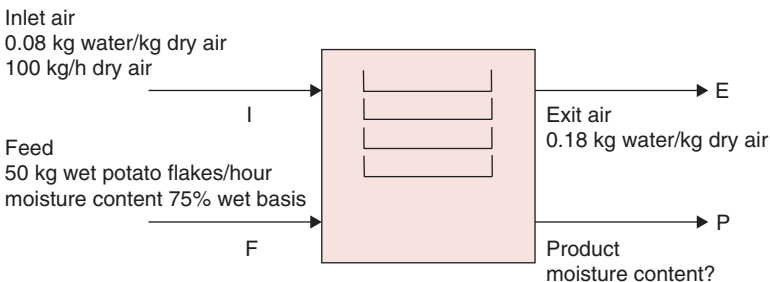 Inlet air
0.08 kg water/kg dry air
100 kg/h dry air
I
Feed
50 kg wet potato flakes/hour
moisture content 75% wet basis
F
E
Exit air
0.18 kg water/kg dry air
P
Product
moisture content?